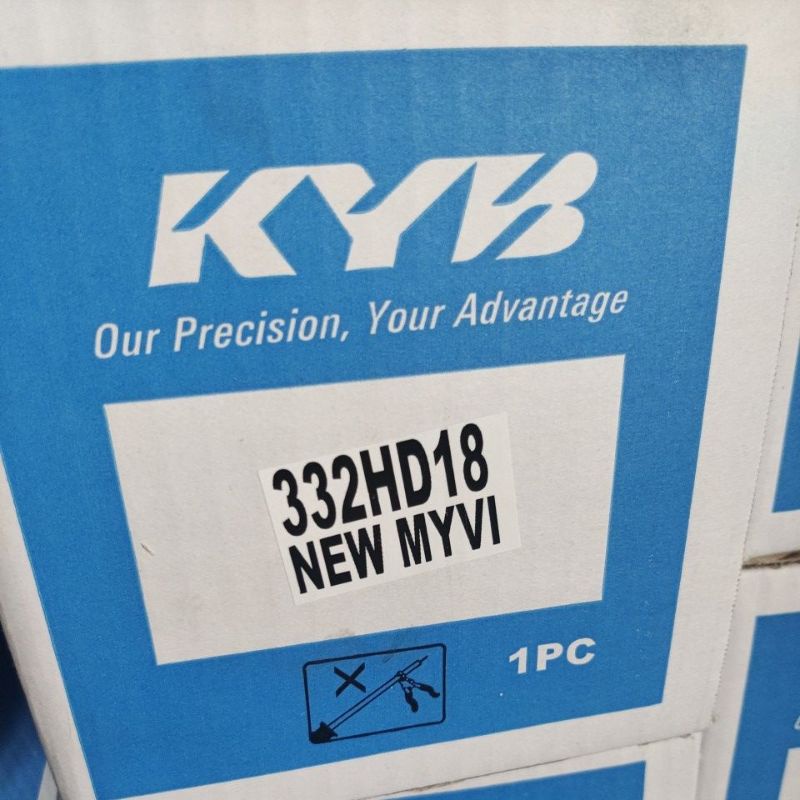 KYB
Our Precision, Your Advantage
332HD18
NEW MYVI
1PC